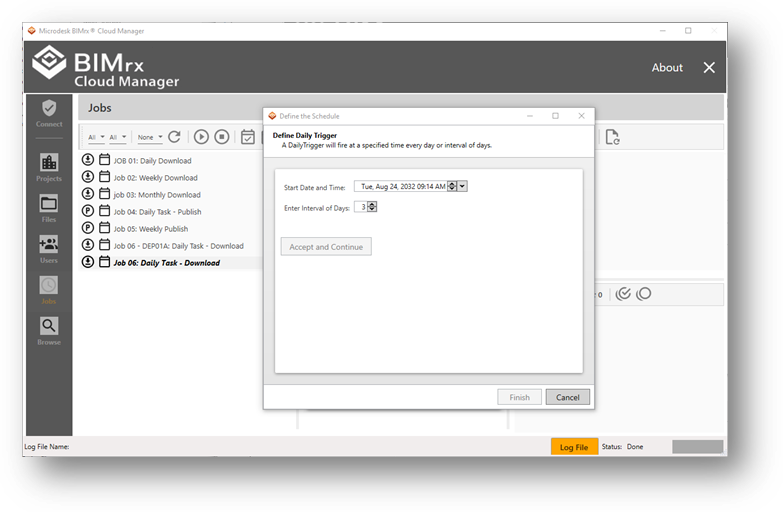 Microdesk BIMrx® Cloud Manager
BIMrx
Cloud Manager
About
Connect
Projects
Files
Users
Jobs
Browse
Jobs
All All None
JOB 01: Daily Download
Job 02: Weekly Download
job 03: Monthly Download
Job 04: Daily Task - Publish
Job 05: Weekly Publish
Job 06 - DEP01A: Daily Task - Download
Job 06: Daily Task - Download
Define the Schedule
Define Daily Trigger
A DailyTrigger will fire at a specified time every day or interval of days.
Start Date and Time: Tue, Aug 24, 2032 09:14 AM
Enter Interval of Days: 3
Accept and Continue
Finish Cancel
0
Log File Name: Log File Status: Done